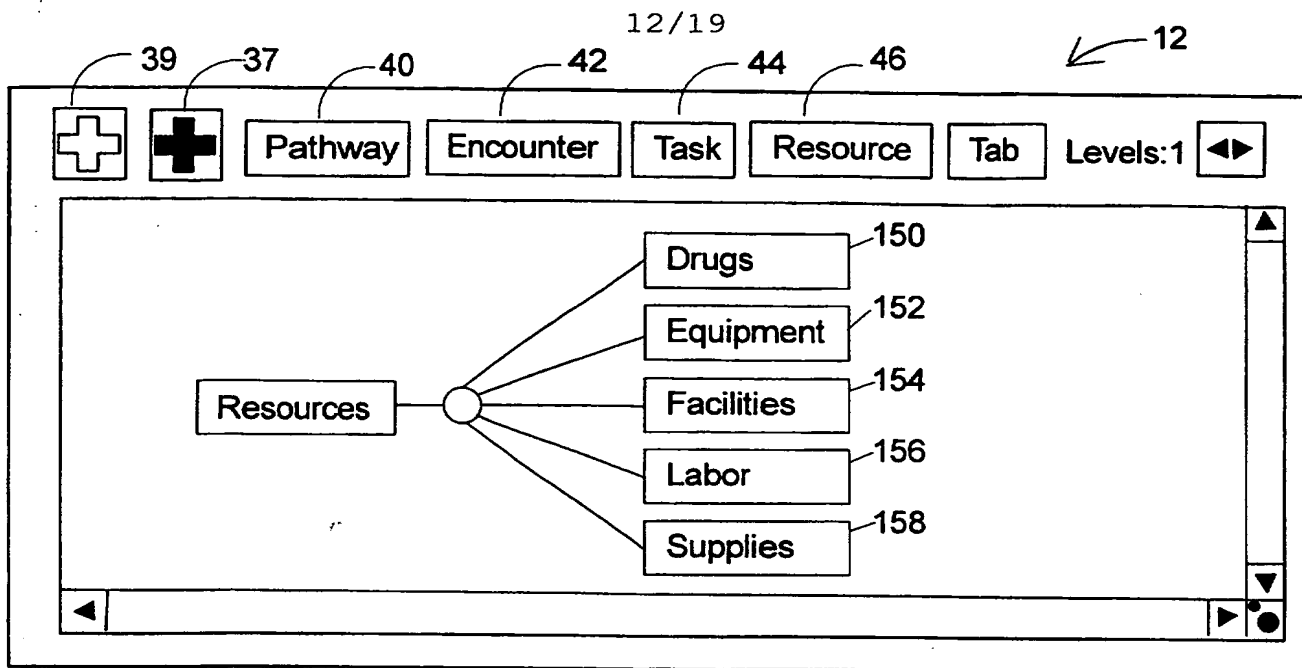 12/19
39 37 40 42 44 46 12
Pathway Encounter Task Resource Tab Levels:1
Drugs 150
Equipment 152
Facilities 154
Resources
Labor 156
Supplies 158